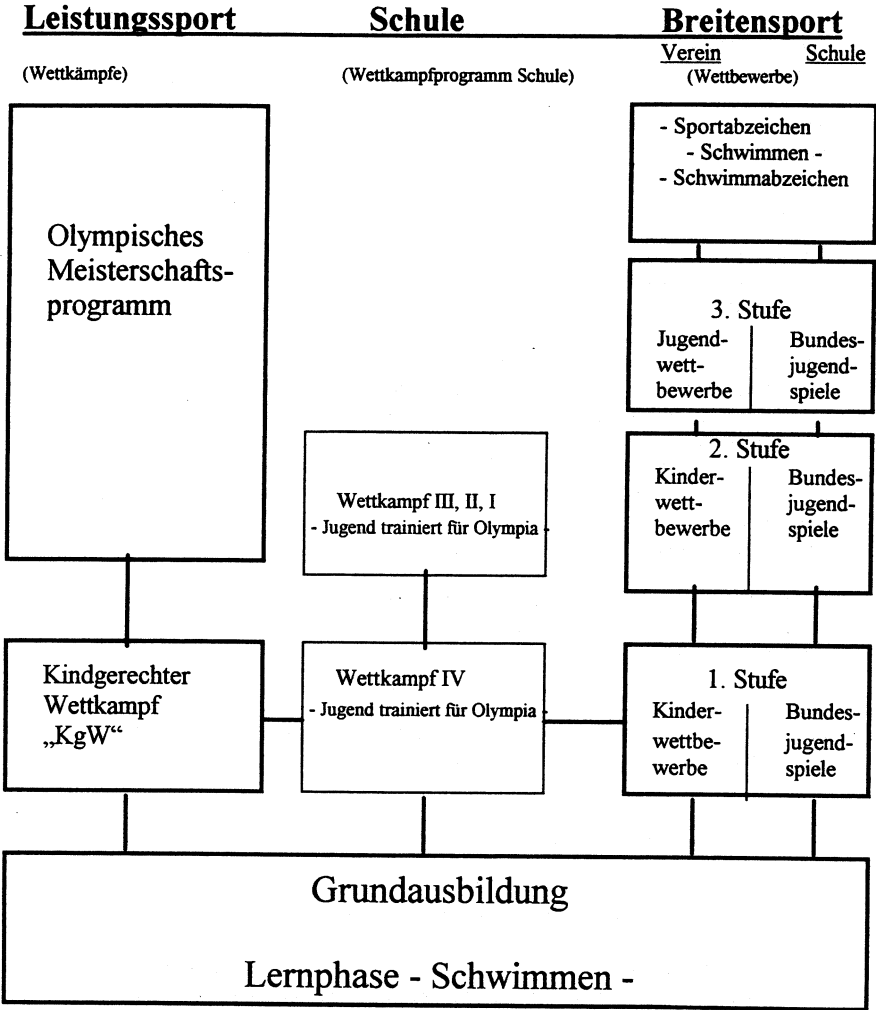 Leistungssport Schule Breitensport
Verein Schule
(Wettkämpfe) (Wettkampfprogramm Schule) (Wettbewerbe)
- Sportabzeichen
- Schwimmen -
- Schwimmabzeichen
Olympisches
Meisterschafts-
programm
3. Stufe
Jugend-
wett-
bewerbe
Bundes-
jugend-
spiele
2. Stufe
Kinder-
wett-
bewerbe
Bundes-
jugend-
spiele
Wettkampf III, II, I
- Jugend trainiert für Olympia -
Kindgerechter
Wettkampf
„KgW“
Wettkampf IV
- Jugend trainiert für Olympia -
1. Stufe
Kinder-
wettbe-
werbe
Bundes-
jugend-
spiele
Grundausbildung
Lernphase - Schwimmen -